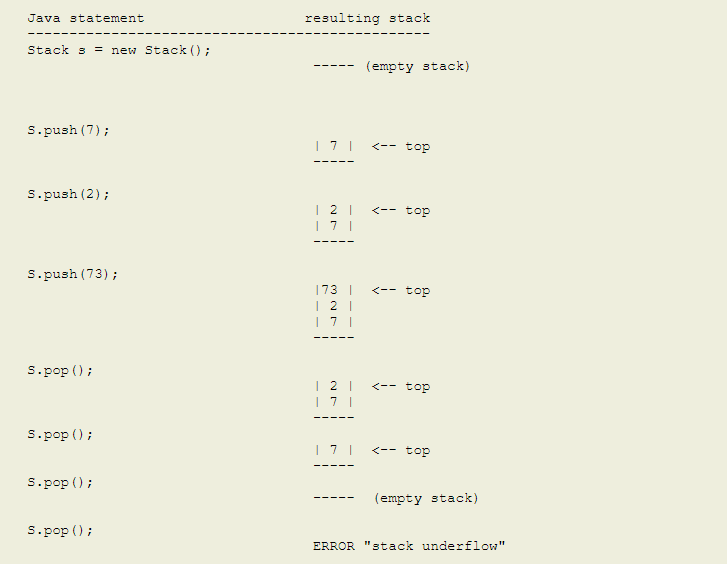 Java statement                   resulting stack
------------------------------------------------
Stack s = new Stack();
                                  ----- (empty stack)
S.push(7);
                                  | 7 |  <-- top
                                  -----
S.push(2);
                                  | 2 |  <-- top
                                  | 7 |
                                  -----
S.push(73);
                                  |73 |  <-- top
                                  | 2 |
                                  | 7 |
                                  -----
S.pop();
                                  | 2 |  <-- top
                                  | 7 |
                                  -----
S.pop();
                                  | 7 |  <-- top
                                  -----
S.pop();
                                  -----  (empty stack)
S.pop();
                                  ERROR "stack underflow"